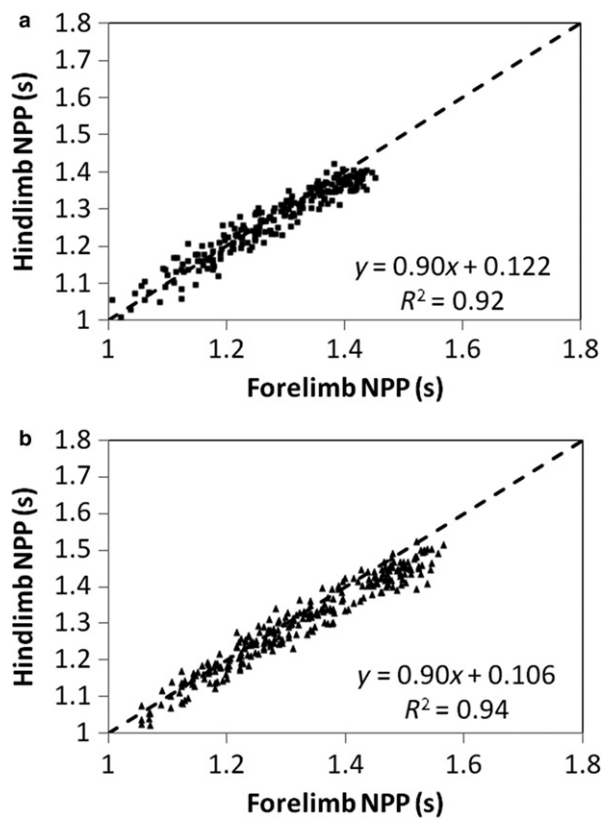 a
1.8
1.7
1.6
1.5
1.4
1.3
1.2
1.1
1
Hindlimb NPP (s)
y = 0.90x + 0.122
R² = 0.92
1 1.2 1.4 1.6 1.8
Forelimb NPP (s)
b
1.8
1.7
1.6
1.5
1.4
1.3
1.2
1.1
1
Hindlimb NPP (s)
y = 0.90x + 0.106
R² = 0.94
1 1.2 1.4 1.6 1.8
Forelimb NPP (s)